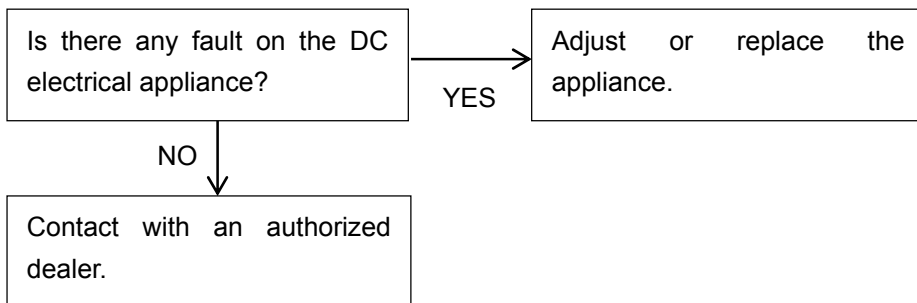 Is there any fault on the DC
electrical appliance?
Adjust or replace the
appliance.
YES
NO
Contact with an authorized
dealer.